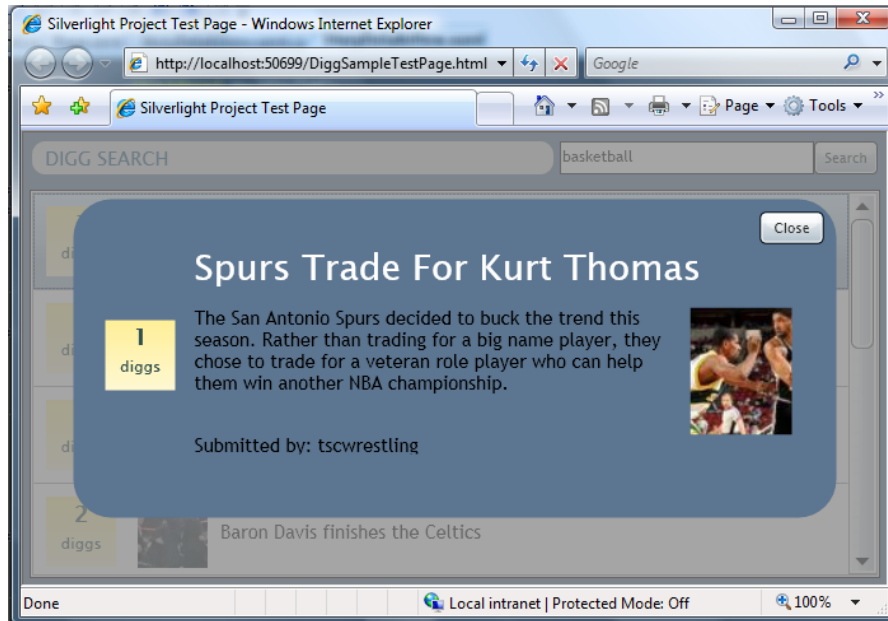 Silverlight Project Test Page - Windows Internet Explorer
http://localhost:50699/DiggSampleTestPage.html
Google
Silverlight Project Test Page
Page
Tools
DIGG SEARCH
basketball
Search
Close
Spurs Trade For Kurt Thomas
1
diggs
The San Antonio Spurs decided to buck the trend this
season. Rather than trading for a big name player, they
chose to trade for a veteran role player who can help
them win another NBA championship.
Submitted by: tscwrestling
2
diggs
Baron Davis finishes the Celtics
Done
Local intranet | Protected Mode: Off
100%